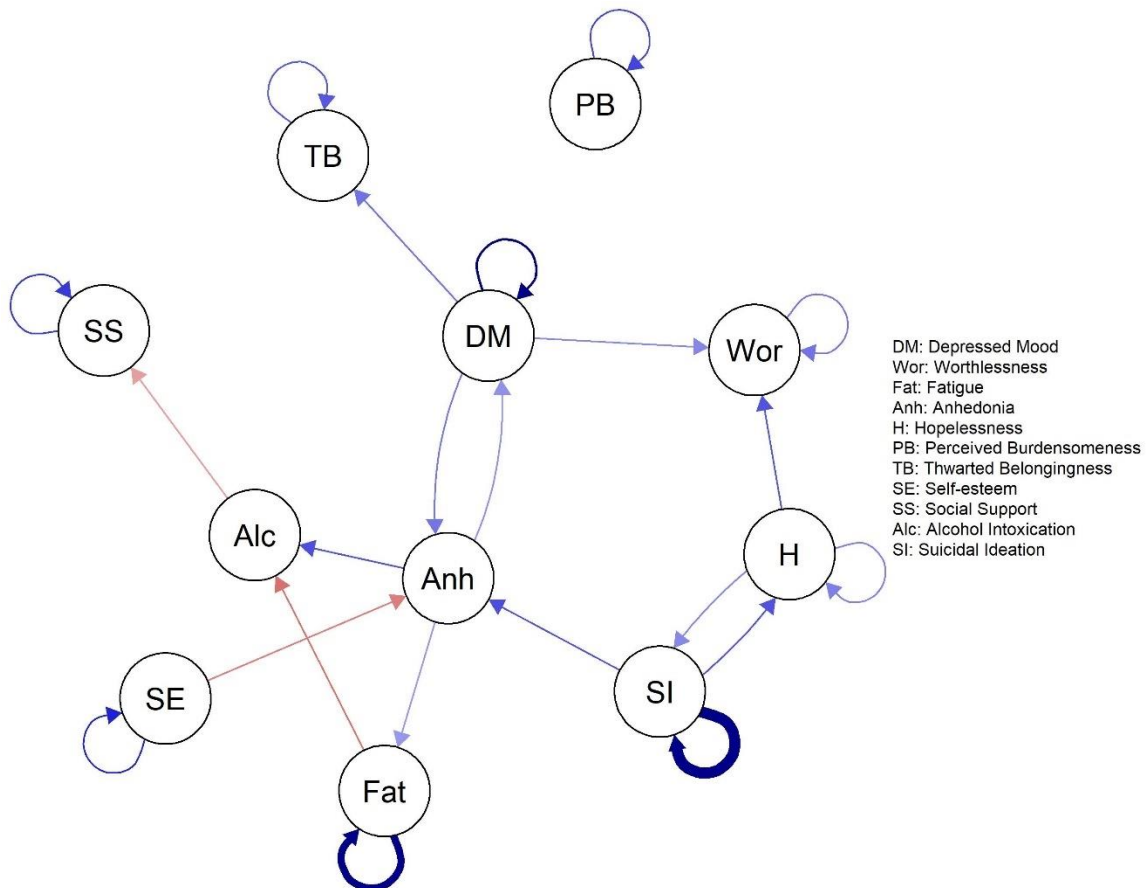 PB
TB
SS
DM
Wor
Alc
Anh
H
SE
SI
Fat
DM: Depressed Mood
Wor: Worthlessness
Fat: Fatigue
Anh: Anhedonia
H: Hopelessness
PB: Perceived Burdensomeness
TB: Thwarted Belongingness
SE: Self-esteem
SS: Social Support
Alc: Alcohol Intoxication
SI: Suicidal Ideation